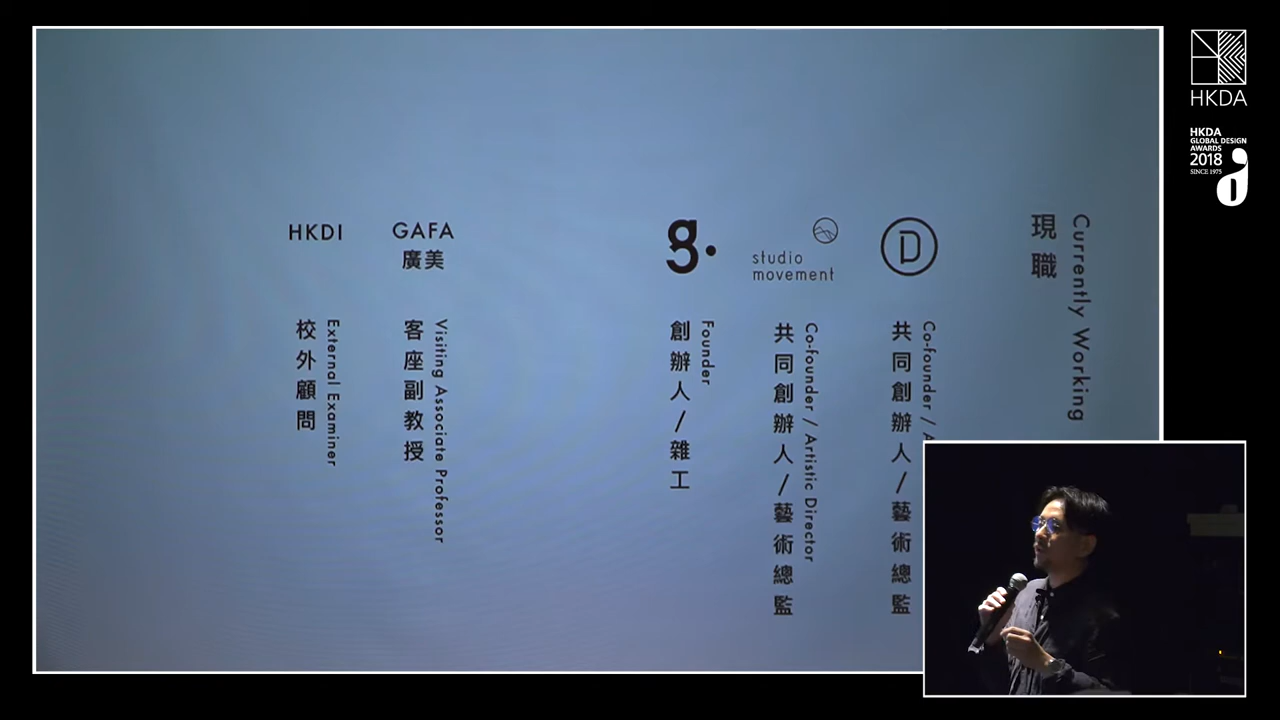 Currently Working
現職
Co-founder / A
共同創辦人/藝術總監
studio
movement
Co-founder / Artistic Director
共同創辦人/藝術總監
g.
Founder
創辦人/雜工
GAFA
廣美
Visiting Associate Professor
客座副教授
HKDI
External Examiner
校外顧問
HKDA
HKDA
GLOBAL DESIGN
AWARDS
2018
SINCE 1975
D